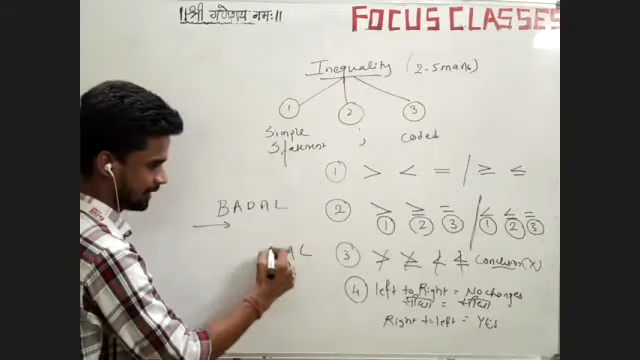 ||श्री गणेशाय नमः||
FOCUS CLASSES
Inequality (2-5 marks)
1 2 3
Simple Statement ; coded
1 > < = / ≥ ≤
BADAL
2 > ≥ = / < ≤ =
1 2 3 / 1 2 3
AL
3 ≯ ≱ ≮ ≰ Conclusion (X)
4 Left to Right = No changes
सीधा = सीधा
Right to left = Yes